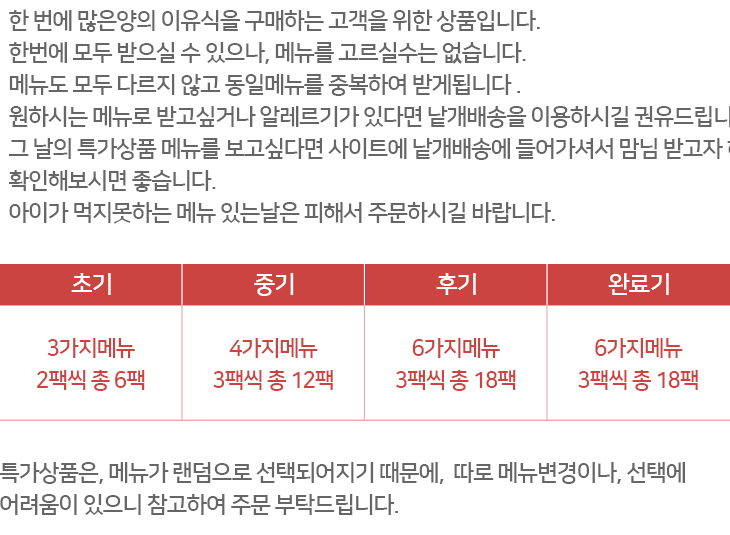 한 번에 많은양의 이유식을 구매하는 고객을 위한 상품입니다.
한번에 모두 받으실 수 있으나, 메뉴를 고르실수는 없습니다.
메뉴도 모두 다르지 않고 동일메뉴를 중복하여 받게됩니다 .
원하시는 메뉴로 받고싶거나 알레르기가 있다면 낱개배송을 이용하시길 권유드립니
그 날의 특가상품 메뉴를 보고싶다면 사이트에 낱개배송에 들어가셔서 맘님 받고자
확인해보시면 좋습니다.
아이가 먹지못하는 메뉴 있는날은 피해서 주문하시길 바랍니다.
초기 중기 후기 완료기
3가지메뉴 4가지메뉴 6가지메뉴 6가지메뉴
2팩씩 총 6팩 3팩씩 총 12팩 3팩씩 총 18팩 3팩씩 총 18팩
특가상품은, 메뉴가 랜덤으로 선택되어지기 때문에, 따로 메뉴변경이나, 선택에
어려움이 있으니 참고하여 주문 부탁드립니다.